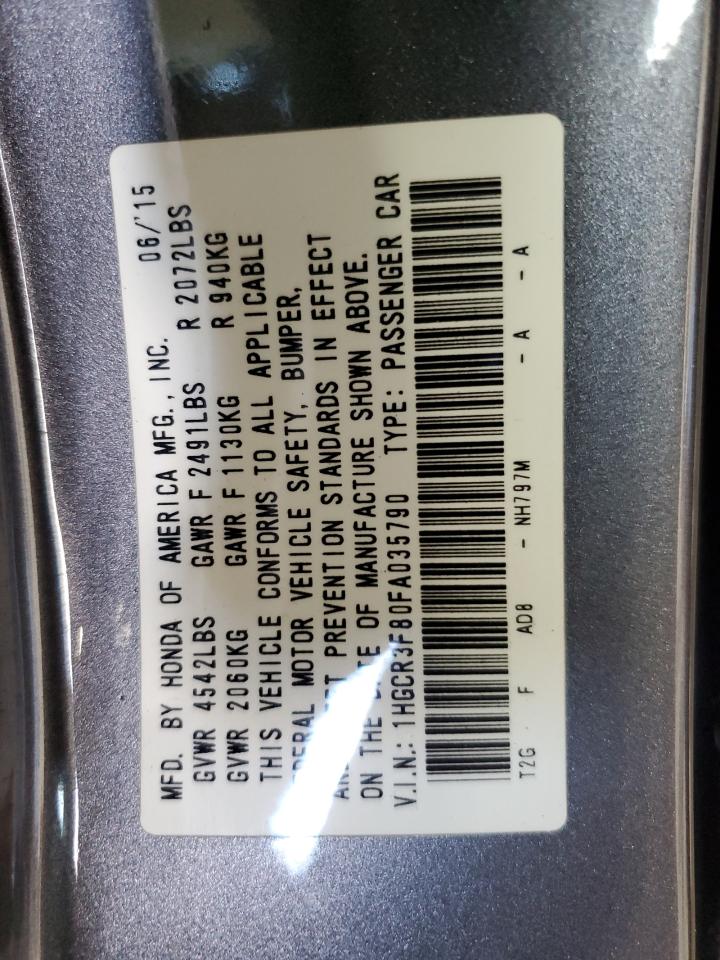 MFD. BY HONDA OF AMERICA MFG., INC. 06/'15
GVWR 4542LBS GAWR F 2491LBS R 2072LBS
GVWR 2060KG GAWR F 1130KG R 940KG
THIS VEHICLE CONFORMS TO ALL APPLICABLE
MOTOR VEHICLE SAFETY, BUMPER,
PREVENTION STANDARDS IN EFFECT
ON THE OF MANUFACTURE SHOWN ABOVE.
V.I.N.: 1HGCR3F80FA035790 TYPE: PASSENGER CAR
T2G F AD8 - NH797M - A - A